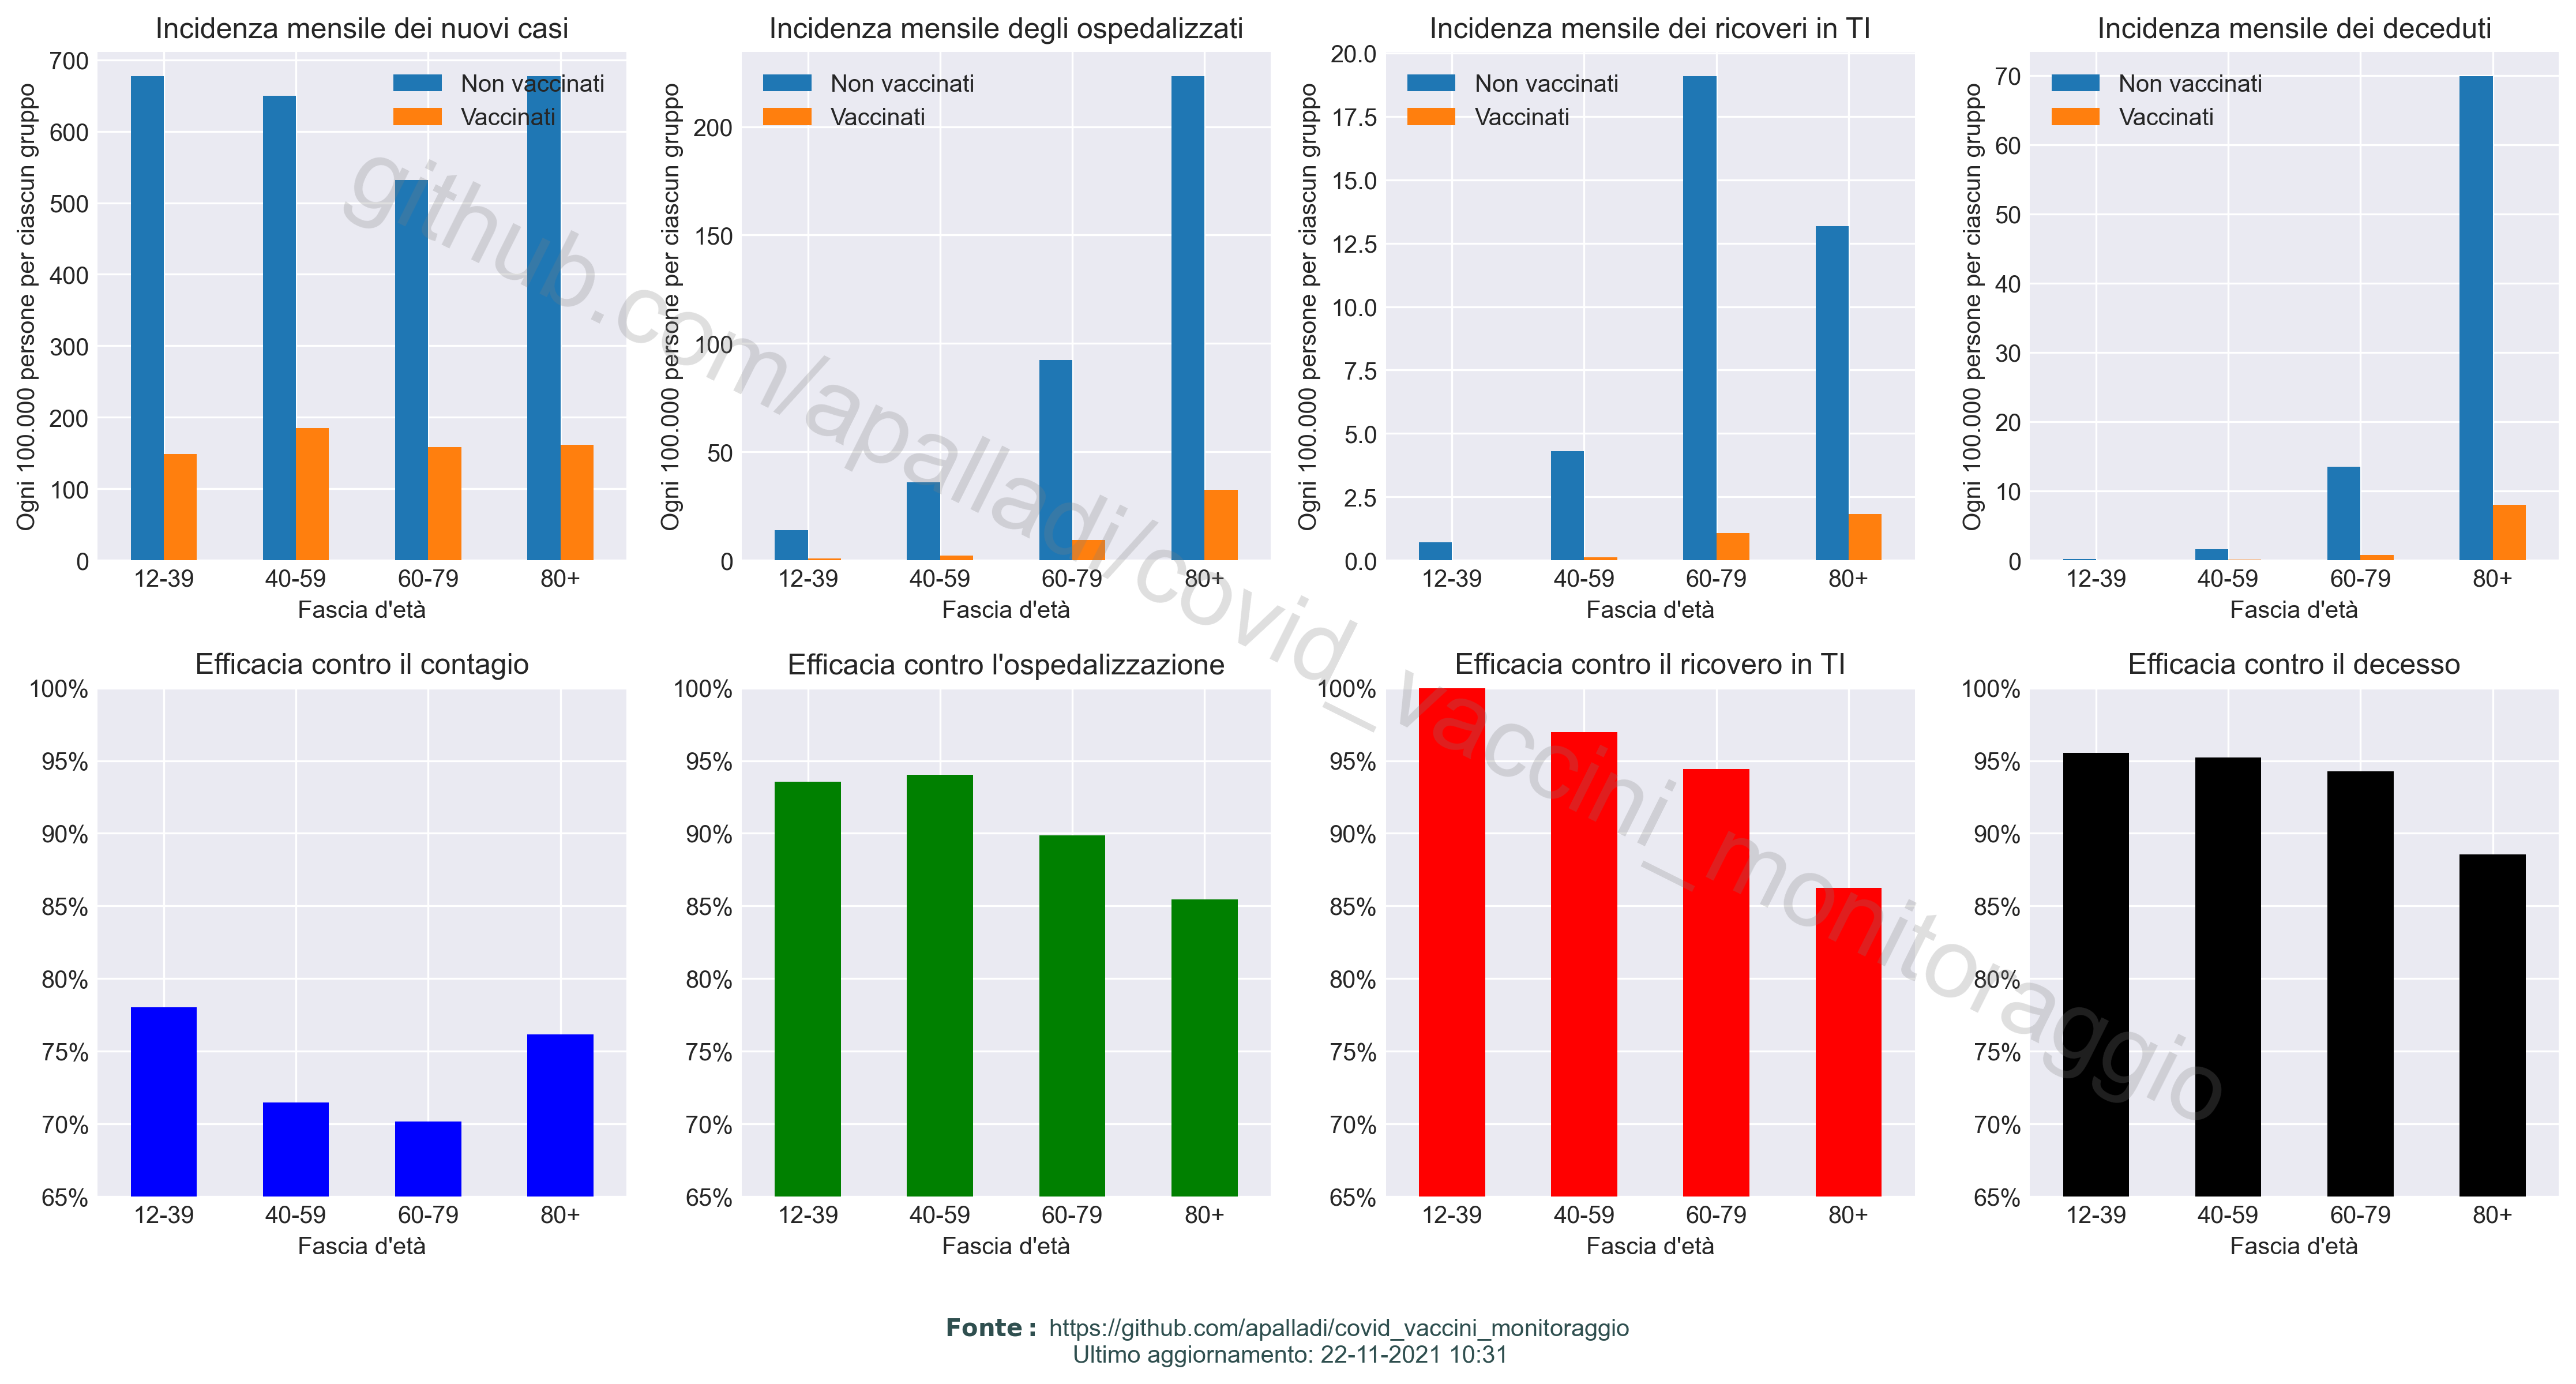 Incidenza mensile dei nuovi casi
Ogni 100.000 persone per ciascun gruppo
700
600
500
400
300
200
100
0
Non vaccinati
Vaccinati
12-39 40-59 60-79 80+
Fascia d'età
Incidenza mensile degli ospedalizzati
Ogni 100.000 persone per ciascun gruppo
200
150
100
50
0
Non vaccinati
Vaccinati
12-39 40-59 60-79 80+
Fascia d'età
Incidenza mensile dei ricoveri in TI
Ogni 100.000 persone per ciascun gruppo
20.0
17.5
15.0
12.5
10.0
7.5
5.0
2.5
0.0
Non vaccinati
Vaccinati
12-39 40-59 60-79 80+
Fascia d'età
Incidenza mensile dei deceduti
Ogni 100.000 persone per ciascun gruppo
70
60
50
40
30
20
10
0
Non vaccinati
Vaccinati
12-39 40-59 60-79 80+
Fascia d'età
Efficacia contro il contagio
100%
95%
90%
85%
80%
75%
70%
65%
12-39 40-59 60-79 80+
Fascia d'età
Efficacia contro l'ospedalizzazione
100%
95%
90%
85%
80%
75%
70%
65%
12-39 40-59 60-79 80+
Fascia d'età
Efficacia contro il ricovero in TI
100%
95%
90%
85%
80%
75%
70%
65%
12-39 40-59 60-79 80+
Fascia d'età
Efficacia contro il decesso
100%
95%
90%
85%
80%
75%
70%
65%
12-39 40-59 60-79 80+
Fascia d'età
github.com/apalladi/covid_vaccini_monitoraggio
Fonte: https://github.com/apalladi/covid_vaccini_monitoraggio
Ultimo aggiornamento: 22-11-2021 10:31